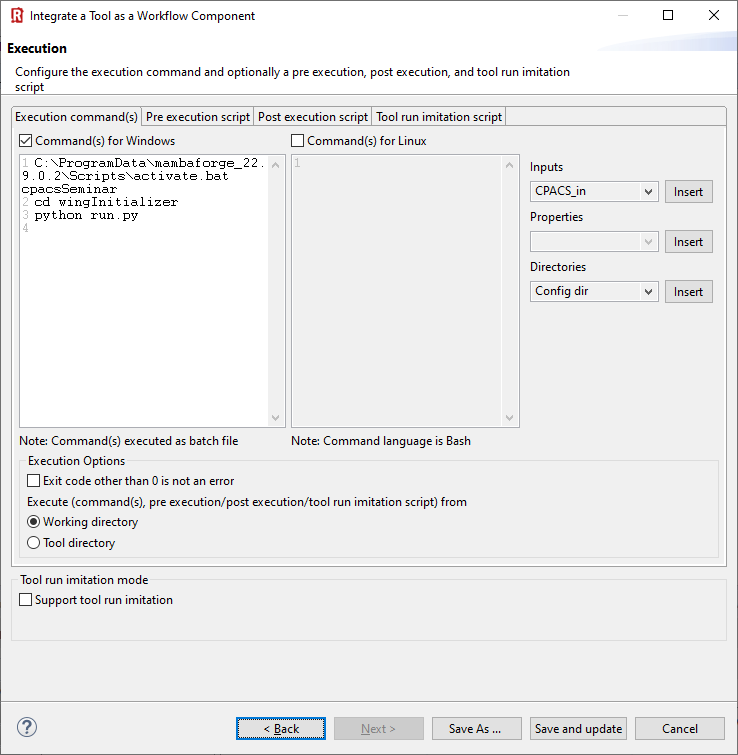 Integrate a Tool as a Workflow Component
Execution
Configure the execution command and optionally a pre execution, post execution, and tool run imitation
script
Execution command(s) Pre execution script Post execution script Tool run imitation script
Command(s) for Windows
Command(s) for Linux
1 C:\ProgramData\mambaforge_22.
9.0.2\Scripts\activate.bat
cpacsSeminar
2 cd wingInitializer
3 python run.py
4
1
Inputs
CPACS_in
Insert
Properties
Insert
Directories
Config dir
Insert
Note: Command(s) executed as batch file
Note: Command language is Bash
Execution Options
Exit code other than 0 is not an error
Execute (command(s), pre execution/post execution/tool run imitation script) from
Working directory
Tool directory
Tool run imitation mode
Support tool run imitation
?
< Back
Next >
Save As ...
Save and update
Cancel